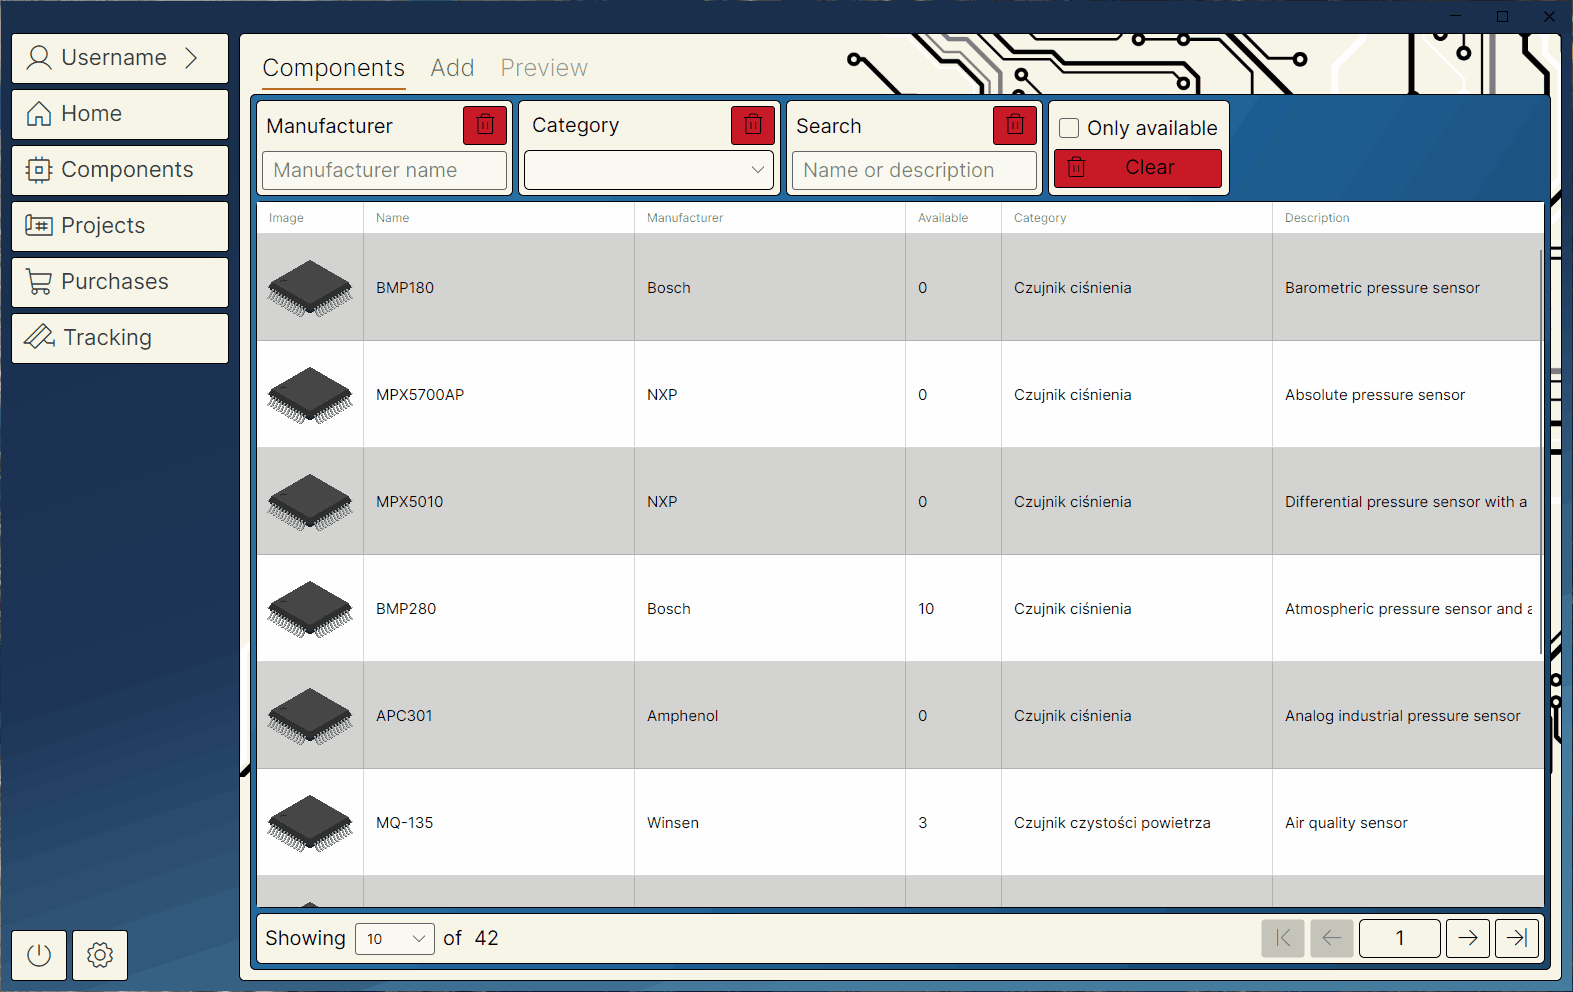 Username
Home
Components
Projects
Purchases
Tracking
Components Add Preview
Manufacturer
Manufacturer name
Category
Search
Name or description
Only available
Clear
Image Name Manufacturer Available Category Description
BMP180 Bosch 0 Czujnik ciśnienia Barometric pressure sensor
MPX5700AP NXP 0 Czujnik ciśnienia Absolute pressure sensor
MPX5010 NXP 0 Czujnik ciśnienia Differential pressure sensor with a
BMP280 Bosch 10 Czujnik ciśnienia Atmospheric pressure sensor and a
APC301 Amphenol 0 Czujnik ciśnienia Analog industrial pressure sensor
MQ-135 Winsen 3 Czujnik czystości powietrza Air quality sensor
Showing 10 of 42
1